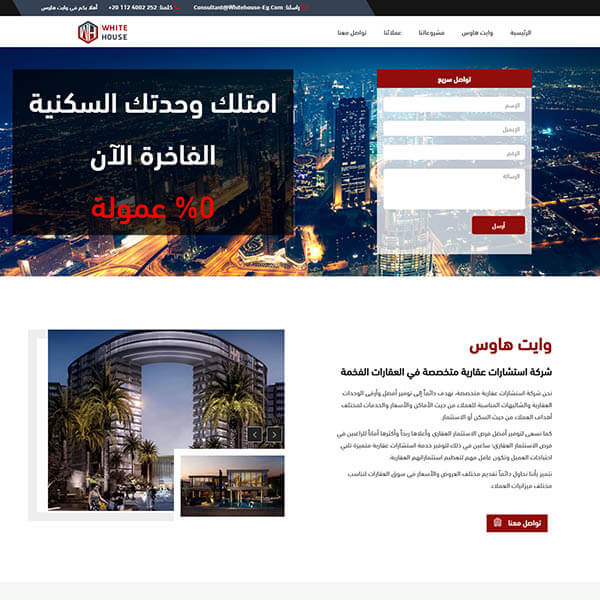 أهلا بكم في وايت هاوس
كلمنا: 252 4002 112 20+
راسلنا: Consultant@Whitehouse-Eg.Com
WHITE
HOUSE
الرئيسية
وايت هاوس
مشروعاتنا
عملائنا
تواصل معنا
امتلك وحدتك السكنية
الفاخرة الآن
0% عمولة
تواصل سريع
الإسم
الإيميل
الرقم
الرسالة
أرسل
وايت هاوس
شركة استشارات عقارية متخصصة في العقارات الفخمة
نحن شركة استشارات عقارية متخصصة، نهدف دائماً إلى توفير أفضل وأرقى الوحدات
العقارية والشاليهات المناسبة للعملاء من حيث الأماكن والأسعار والخدمات لمختلف
أهداف العملاء من حيث السكن أو الاستثمار.
كما نسعى لتوفير أفضل فرص الاستثمار العقاري وأعلاها ربحاً وأكثرها أماناً للراغبين في
فرص الاستثمار العقاري؛ ساعين في ذلك لتوفير خدمة استشارات عقارية متميزة تلبي
احتياجات العميل وتكون عامل مهم لتعظيم استثماراتهم العقارية.
نتميز بأننا نحاول دائماً تقديم مختلف العروض والأسعار في سوق العقارات لتناسب
مختلف ميزانيات العملاء.
تواصل معنا